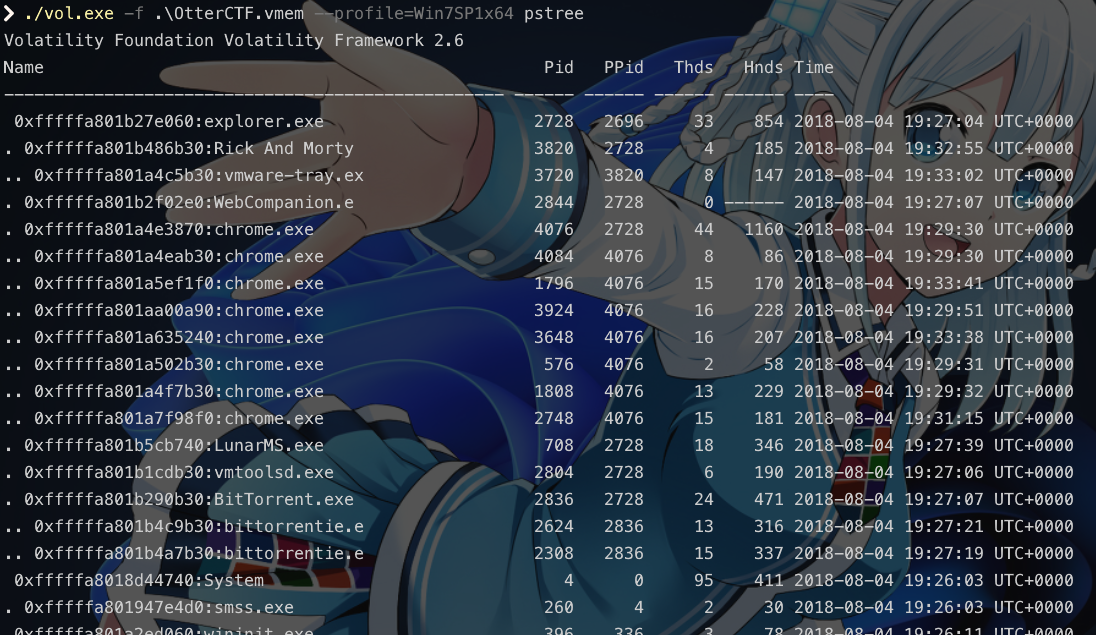 ❯ ./vol.exe -f .\OtterCTF.vmem --profile=Win7SP1x64 pstree
Volatility Foundation Volatility Framework 2.6
Name Pid PPid Thds Hnds Time
-------------------------------------------------- ------ ------ ------ ------ ----
0xfffffa801b27e060:explorer.exe 2728 2696 33 854 2018-08-04 19:27:04 UTC+0000
. 0xfffffa801b486b30:Rick And Morty 3820 2728 4 185 2018-08-04 19:32:55 UTC+0000
.. 0xfffffa801a4c5b30:vmware-tray.ex 3720 3820 8 147 2018-08-04 19:33:02 UTC+0000
. 0xfffffa801b2f02e0:WebCompanion.e 2844 2728 0 ------ 2018-08-04 19:27:07 UTC+0000
. 0xfffffa801a4e3870:chrome.exe 4076 2728 44 1160 2018-08-04 19:29:30 UTC+0000
.. 0xfffffa801a4eab30:chrome.exe 4084 4076 8 86 2018-08-04 19:29:30 UTC+0000
.. 0xfffffa801a5ef1f0:chrome.exe 1796 4076 15 170 2018-08-04 19:33:41 UTC+0000
.. 0xfffffa801aa00a90:chrome.exe 3924 4076 16 228 2018-08-04 19:29:51 UTC+0000
.. 0xfffffa801a635240:chrome.exe 3648 4076 16 207 2018-08-04 19:33:38 UTC+0000
.. 0xfffffa801a502b30:chrome.exe 576 4076 2 58 2018-08-04 19:29:31 UTC+0000
.. 0xfffffa801a4f7b30:chrome.exe 1808 4076 13 229 2018-08-04 19:29:32 UTC+0000
.. 0xfffffa801a7f98f0:chrome.exe 2748 4076 15 181 2018-08-04 19:31:15 UTC+0000
. 0xfffffa801b5cb740:LunarMS.exe 708 2728 18 346 2018-08-04 19:27:39 UTC+0000
. 0xfffffa801b1cdb30:vmtoolsd.exe 2804 2728 6 190 2018-08-04 19:27:06 UTC+0000
. 0xfffffa801b290b30:BitTorrent.exe 2836 2728 24 471 2018-08-04 19:27:07 UTC+0000
.. 0xfffffa801b4c9b30:bittorrentie.e 2624 2836 13 316 2018-08-04 19:27:21 UTC+0000
.. 0xfffffa801b4a7b30:bittorrentie.e 2308 2836 15 337 2018-08-04 19:27:19 UTC+0000
0xfffffa8018d44740:System 4 0 95 411 2018-08-04 19:26:03 UTC+0000
. 0xfffffa801947e4d0:smss.exe 260 4 2 30 2018-08-04 19:26:03 UTC+0000
0xfffffa801a2ed060:wininit.exe 396 336 3 78 2018-08-04 19:26:11 UTC+0000